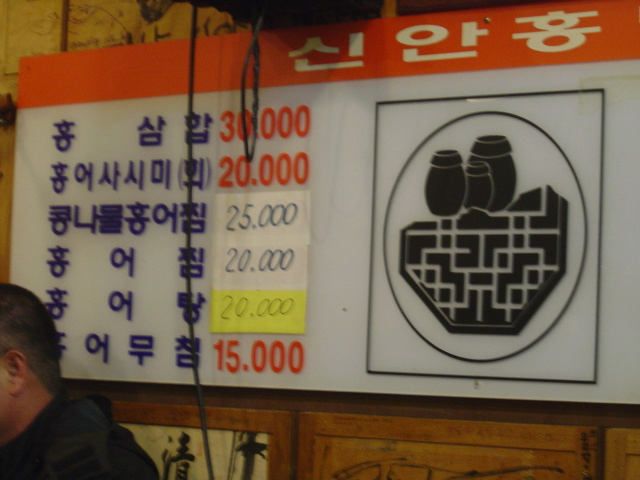 신안홍
홍 삼 합 30.000
홍어사시미(회) 20.000
콩나물홍어찜 25.000
홍 어 찜 20.000
홍 어 탕 20.000
홍 어 무 침 15.000